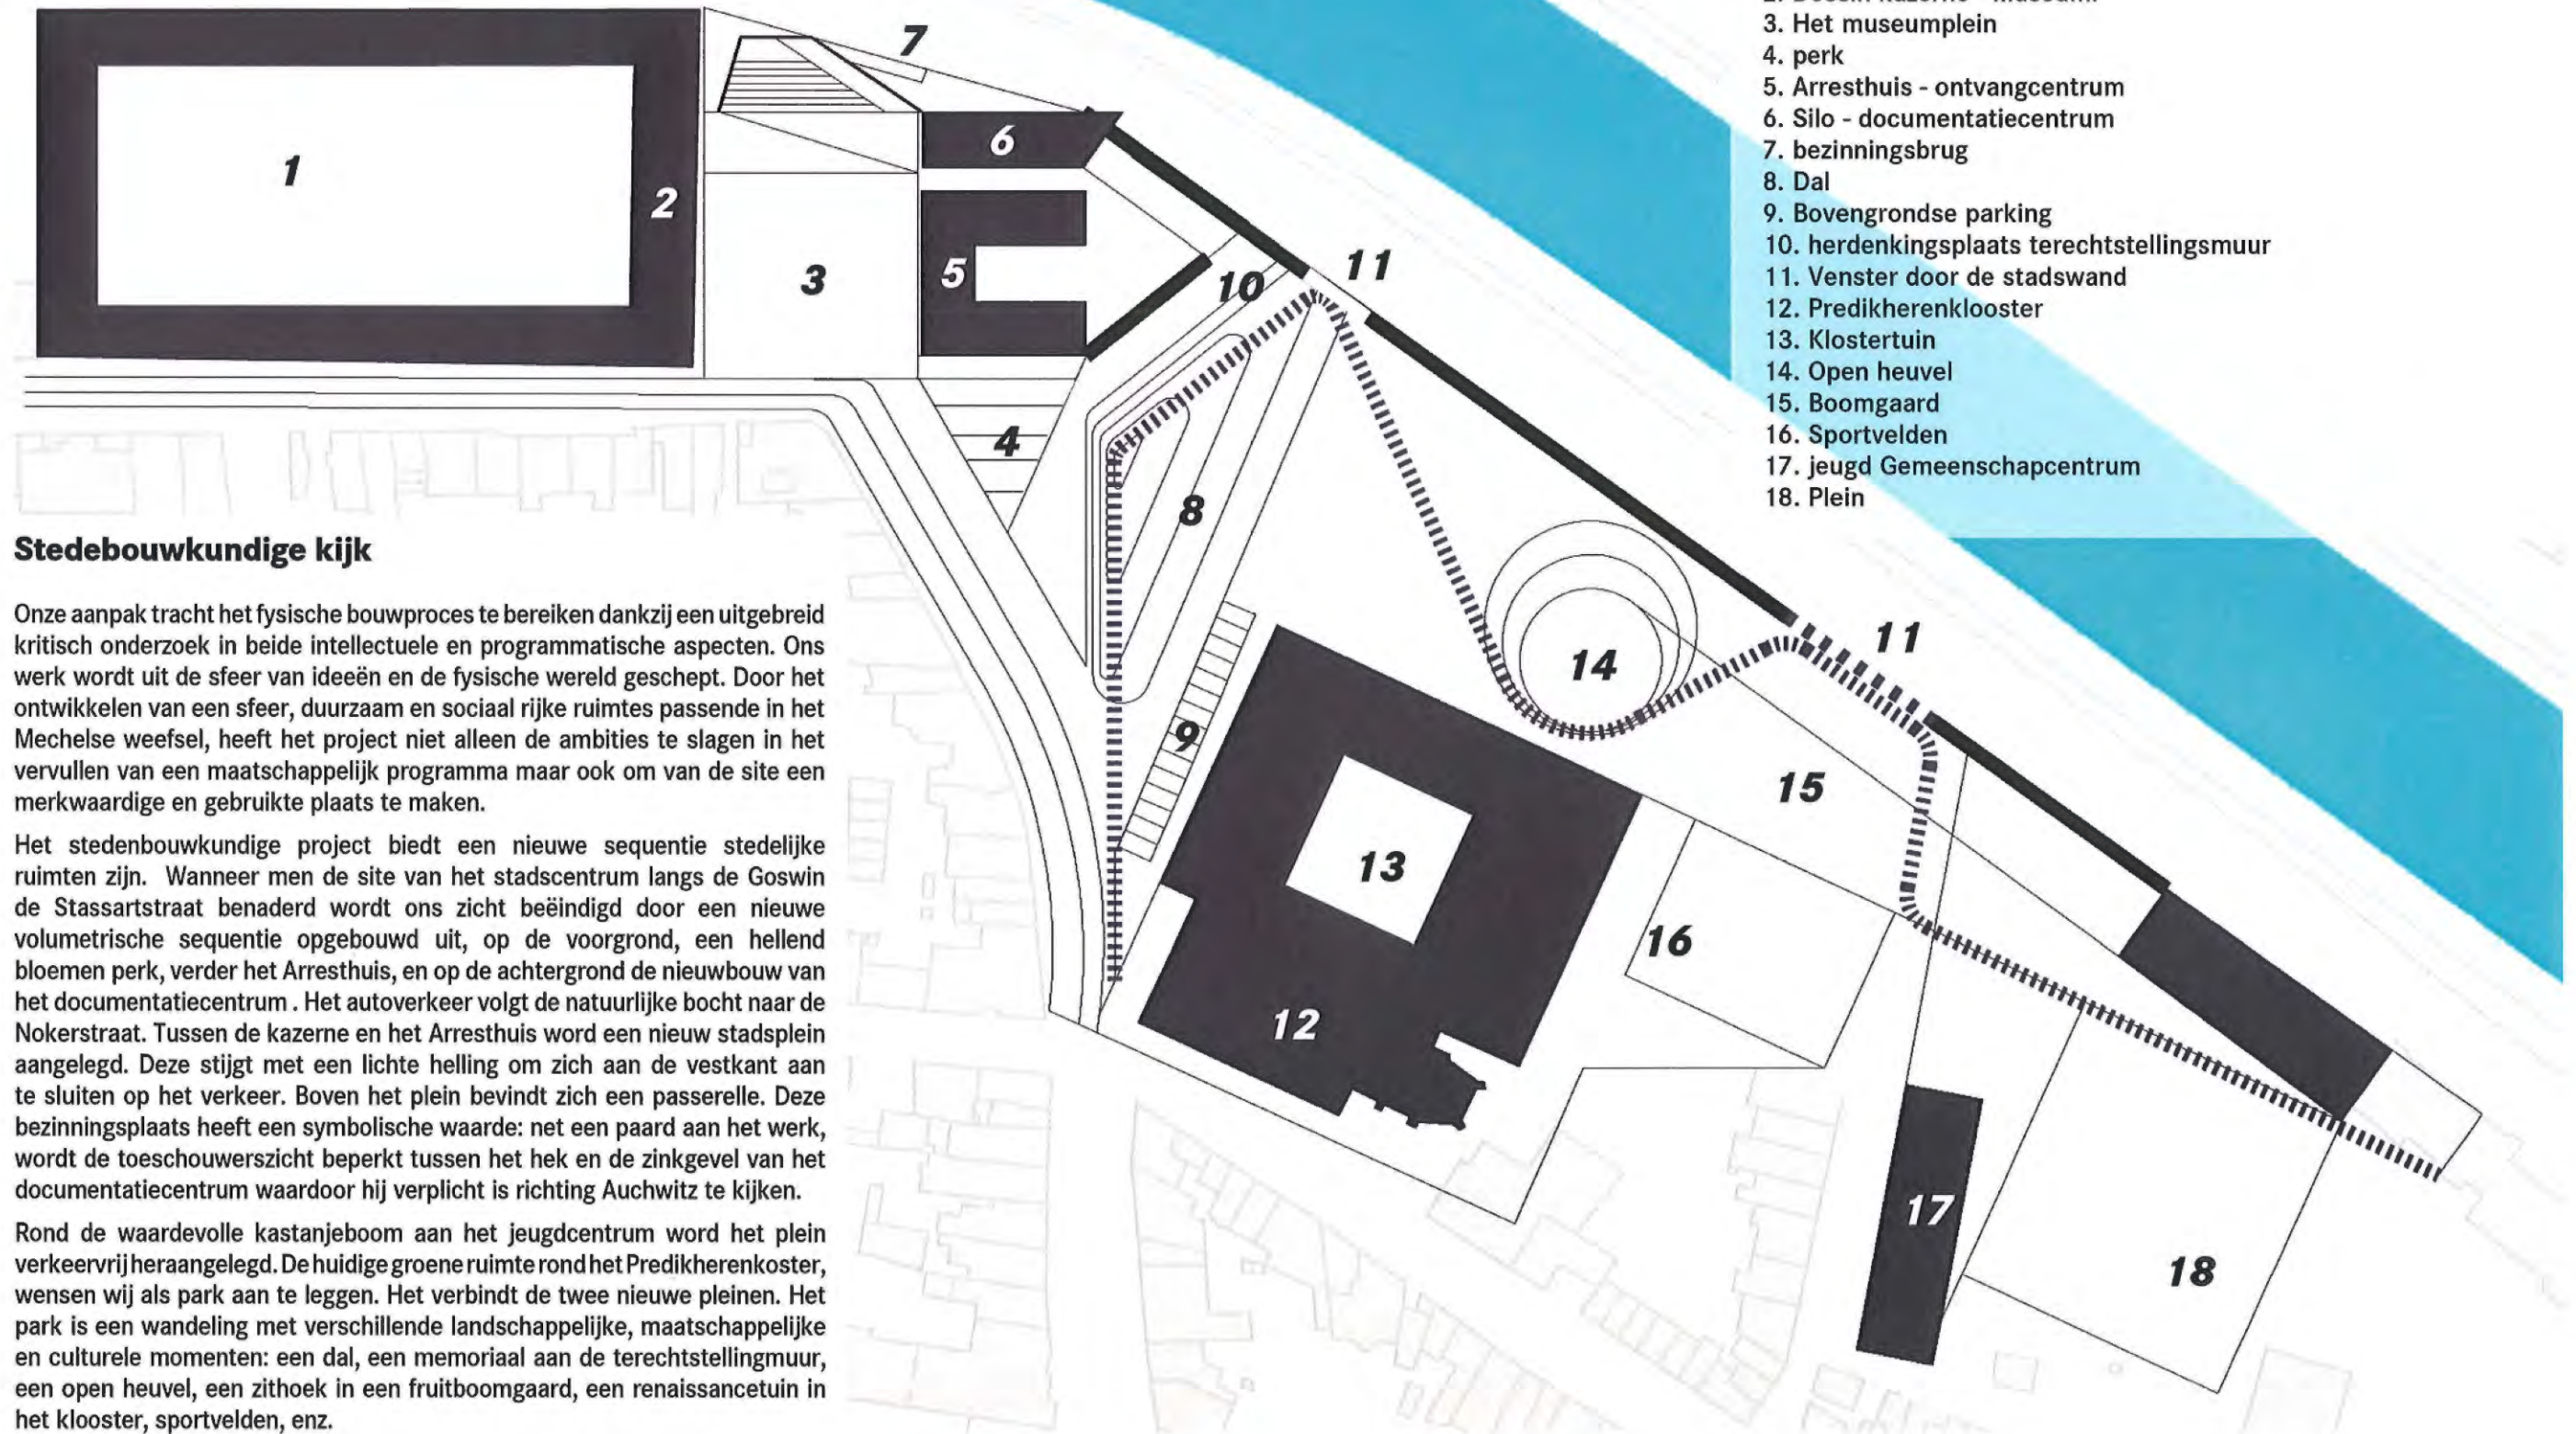 3. Het museumplein
4. perk
5. Arresthuis - ontvangcentrum
6. Silo - documentatiecentrum
7. bezinningsbrug
8. Dal
9. Bovengrondse parking
10. herdenkingsplaats terechtstellingsmuur
11. Venster door de stadswand
12. Predikherenklooster
13. Klostertuin
14. Open heuvel
15. Boomgaard
16. Sportvelden
17. jeugd Gemeenschapcentrum
18. Plein
1
2
3
4
5
6
7
8
9
10
11
11
12
13
14
15
16
17
18
Stedebouwkundige kijk
Onze aanpak tracht het fysische bouwproces te bereiken dankzij een uitgebreid
kritisch onderzoek in beide intellectuele en programmatische aspecten. Ons
werk wordt uit de sfeer van ideeën en de fysische wereld geschept. Door het
ontwikkelen van een sfeer, duurzaam en sociaal rijke ruimtes passende in het
Mechelse weefsel, heeft het project niet alleen de ambities te slagen in het
vervullen van een maatschappelijk programma maar ook om van de site een
merkwaardige en gebruikte plaats te maken.
Het stedenbouwkundige project biedt een nieuwe sequentie stedelijke
ruimten zijn. Wanneer men de site van het stadscentrum langs de Goswin
de Stassartstraat benaderd wordt ons zicht beëindigd door een nieuwe
volumetrische sequentie opgebouwd uit, op de voorgrond, een hellend
bloemen perk, verder het Arresthuis, en op de achtergrond de nieuwbouw van
het documentatiecentrum . Het autoverkeer volgt de natuurlijke bocht naar de
Nokerstraat. Tussen de kazerne en het Arresthuis word een nieuw stadsplein
aangelegd. Deze stijgt met een lichte helling om zich aan de vestkant aan
te sluiten op het verkeer. Boven het plein bevindt zich een passerelle. Deze
bezinningsplaats heeft een symbolische waarde: net een paard aan het werk,
wordt de toeschouwerszicht beperkt tussen het hek en de zinkgevel van het
documentatiecentrum waardoor hij verplicht is richting Auchwitz te kijken.
Rond de waardevolle kastanjeboom aan het jeugdcentrum word het plein
verkeervrij heraangelegd. De huidige groene ruimte rond het Predikherenkoster,
wensen wij als park aan te leggen. Het verbindt de twee nieuwe pleinen. Het
park is een wandeling met verschillende landschappelijke, maatschappelijke
en culturele momenten: een dal, een memoriaal aan de terechtstellingmuur,
een open heuvel, een zithoek in een fruitboomgaard, een renaissancetuin in
het klooster, sportvelden, enz.